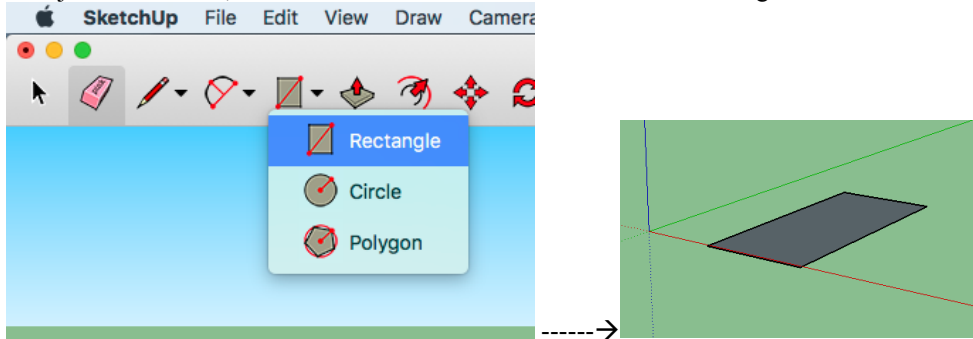 SketchUp File Edit View Draw Camera
Rectangle
Circle
Polygon
------→